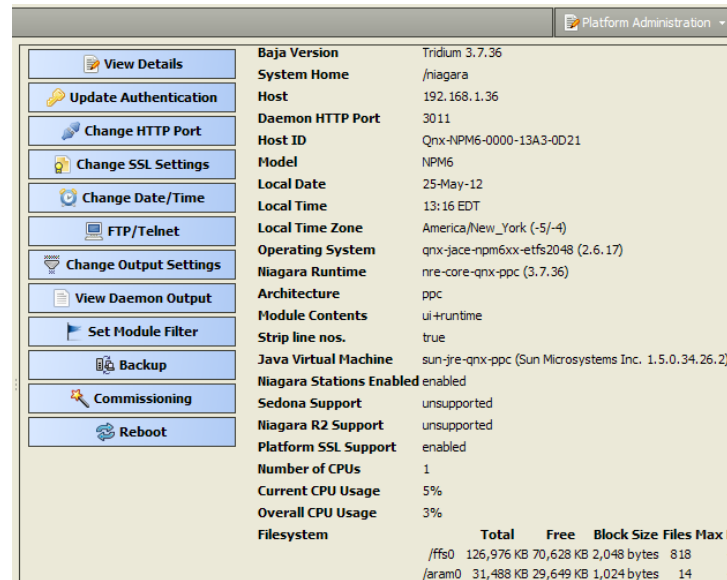 Platform Administration
View Details
Update Authentication
Change HTTP Port
Change SSL Settings
Change Date/Time
FTP/Telnet
Change Output Settings
View Daemon Output
Set Module Filter
Backup
Commissioning
Reboot
Baja Version Tridium 3.7.36
System Home /niagara
Host 192.168.1.36
Daemon HTTP Port 3011
Host ID Qnx-NPM6-0000-13A3-0D21
Model NPM6
Local Date 25-May-12
Local Time 13:16 EDT
Local Time Zone America/New_York (-5/-4)
Operating System qnx-jace-npm6xx-etfs2048 (2.6.17)
Niagara Runtime nre-core-qnx-ppc (3.7.36)
Architecture ppc
Module Contents ui+runtime
Strip line nos. true
Java Virtual Machine sun-jre-qnx-ppc (Sun Microsystems Inc. 1.5.0.34.26.2)
Niagara Stations Enabled enabled
Sedona Support unsupported
Niagara R2 Support unsupported
Platform SSL Support enabled
Number of CPUs 1
Current CPU Usage 5%
Overall CPU Usage 3%
Filesystem Total Free Block Size Files Max
/ffs0 126,976 KB 70,628 KB 2,048 bytes 818
/aram0 31,488 KB 29,649 KB 1,024 bytes 14